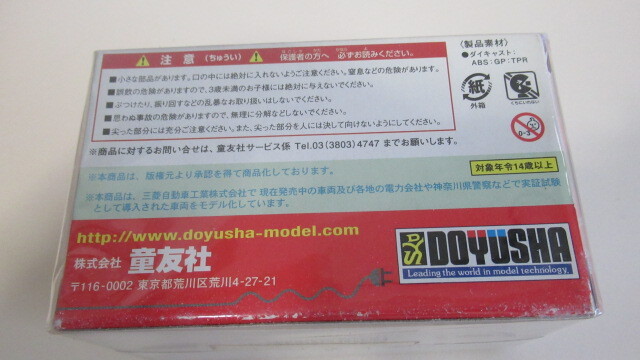 注意 (ちゅうい) 保護者の方へ 必ずお読みください。
■小さな部品があります。口の中には絶対に入れないようご注意ください。窒息などの危険があります。
■誤飲の危険がありますので、3歳未満のお子様には絶対に与えないでください。
■ぶつけたり、振り回すなどの乱暴なお取り扱いはしないでください。
■思わぬ事故の危険がありますので、無理に分解などしないでください。
■尖った部分には充分ご注意ください。また、尖った部分を人には決して向けないようにしてください。
※商品に対するお問い合せは、童友社サービス係 Tel.03(3803)4747 まで。
〈製品素材〉
●ダイキャスト:
ABS:GP:TPR
紙
外箱
くちにいれない
0-3
※本商品は、版権元より承認を得て商品化しております。
対象年令14歳以上
※本商品は、三菱自動車工業株式会社で現在発売中の車両及び各地の電力会社や神奈川県警察などで実証試験
として導入された車両をモデル化しています。
http://www.doyusha-model.com
株式会社 童友社
〒116-0002 東京都荒川区荒川4-27-21
DYS
DOYUSHA
Leading the world in model technology.